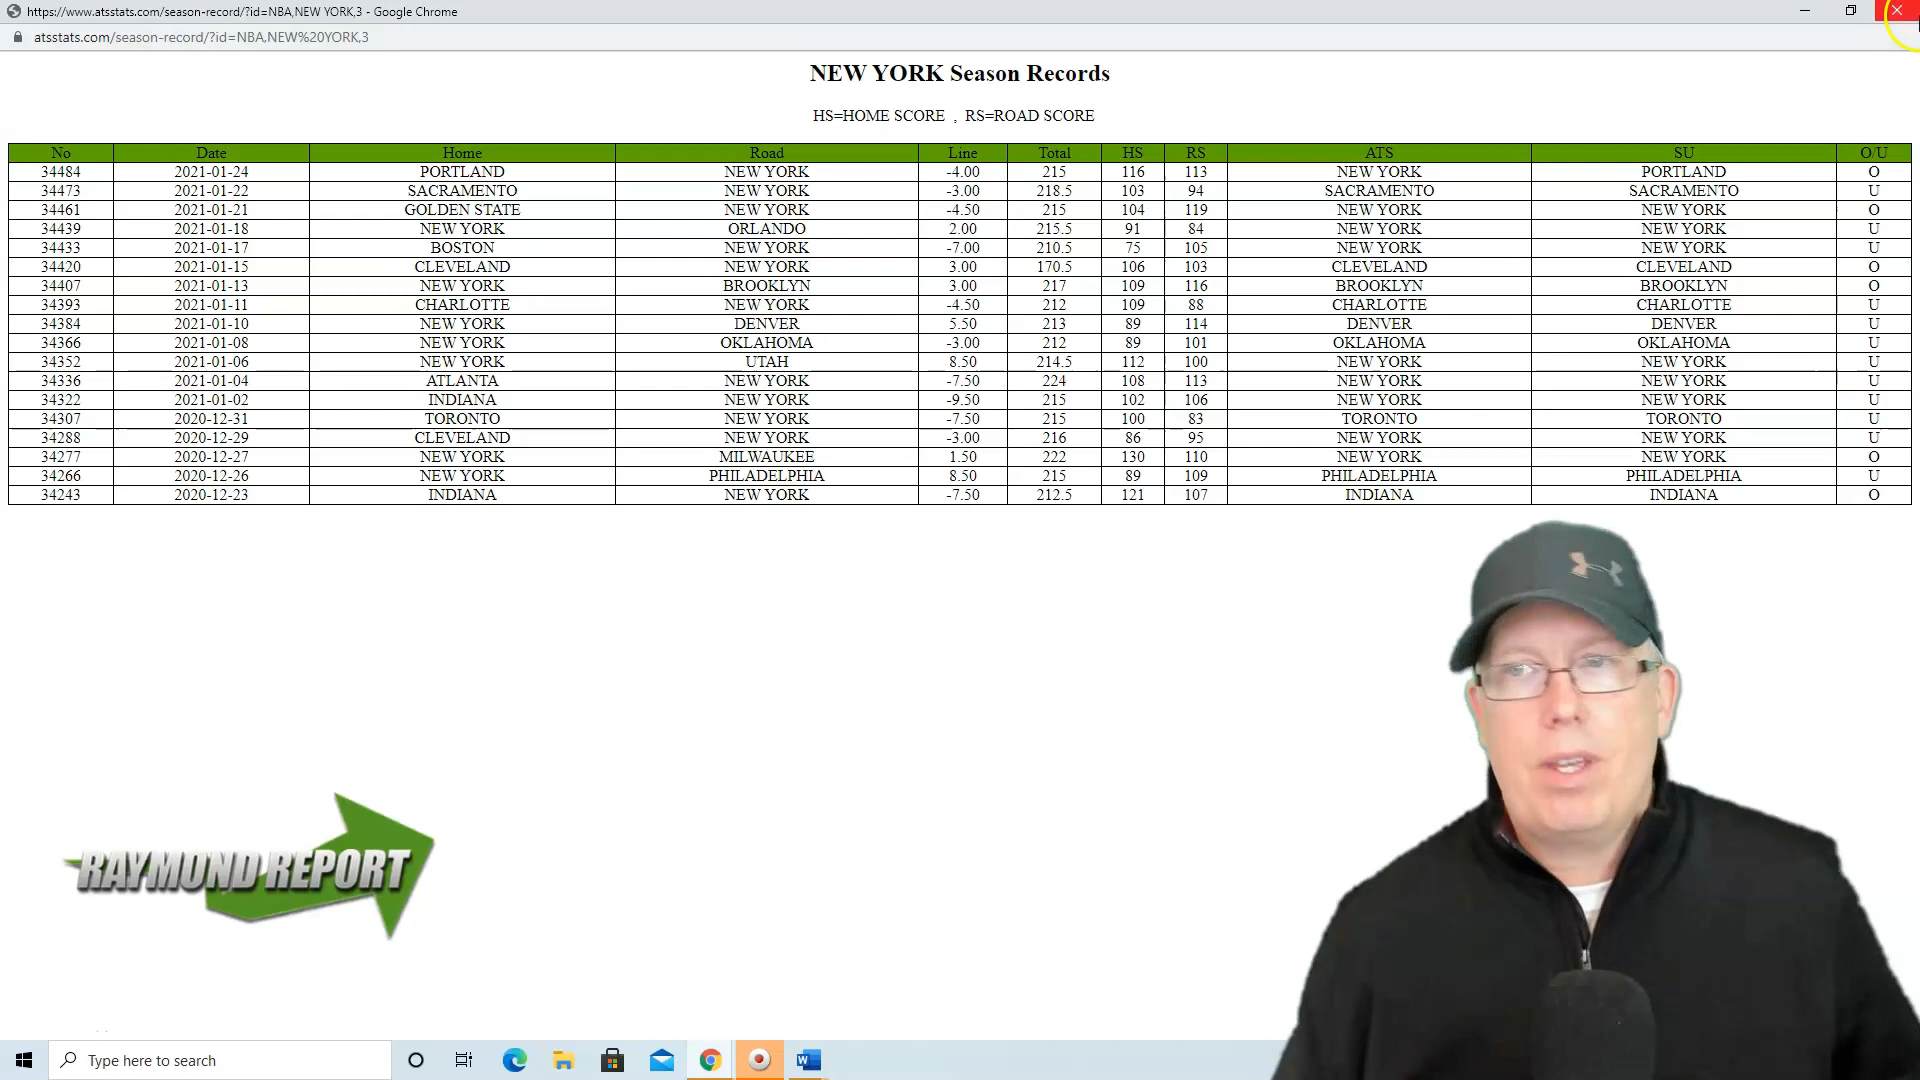 https://www.atsstats.com/season-record/?id=NBA,NEW YORK,3 - Google Chrome
atsstats.com/season-record/?id=NBA,NEW%20YORK,3
NEW YORK Season Records
HS=HOME SCORE , RS=ROAD SCORE
No Date Home Road Line Total HS RS ATS SU O/U
34484 2021-01-24 PORTLAND NEW YORK -4.00 215 116 113 NEW YORK PORTLAND O
34473 2021-01-22 SACRAMENTO NEW YORK -3.00 218.5 103 94 SACRAMENTO SACRAMENTO U
34461 2021-01-21 GOLDEN STATE NEW YORK -4.50 215 104 119 NEW YORK NEW YORK O
34439 2021-01-18 NEW YORK ORLANDO 2.00 215.5 91 84 NEW YORK NEW YORK U
34433 2021-01-17 BOSTON NEW YORK -7.00 210.5 75 105 NEW YORK NEW YORK U
34420 2021-01-15 CLEVELAND NEW YORK 3.00 170.5 106 103 CLEVELAND CLEVELAND O
34407 2021-01-13 NEW YORK BROOKLYN 3.00 217 109 116 BROOKLYN BROOKLYN O
34393 2021-01-11 CHARLOTTE NEW YORK -4.50 212 109 88 CHARLOTTE CHARLOTTE U
34384 2021-01-10 NEW YORK DENVER 5.50 213 89 114 DENVER DENVER U
34366 2021-01-08 NEW YORK OKLAHOMA -3.00 212 89 101 OKLAHOMA OKLAHOMA U
34352 2021-01-06 NEW YORK UTAH 8.50 214.5 112 100 NEW YORK NEW YORK U
34336 2021-01-04 ATLANTA NEW YORK -7.50 224 108 113 NEW YORK NEW YORK U
34322 2021-01-02 INDIANA NEW YORK -9.50 215 102 106 NEW YORK NEW YORK U
34307 2020-12-31 TORONTO NEW YORK -7.50 215 100 83 TORONTO TORONTO U
34288 2020-12-29 CLEVELAND NEW YORK -3.00 216 86 95 NEW YORK NEW YORK U
34277 2020-12-27 NEW YORK MILWAUKEE 1.50 222 130 110 NEW YORK NEW YORK O
34266 2020-12-26 NEW YORK PHILADELPHIA 8.50 215 89 109 PHILADELPHIA PHILADELPHIA U
34243 2020-12-23 INDIANA NEW YORK -7.50 212.5 121 107 INDIANA INDIANA O
RAYMOND REPORT
Type here to search